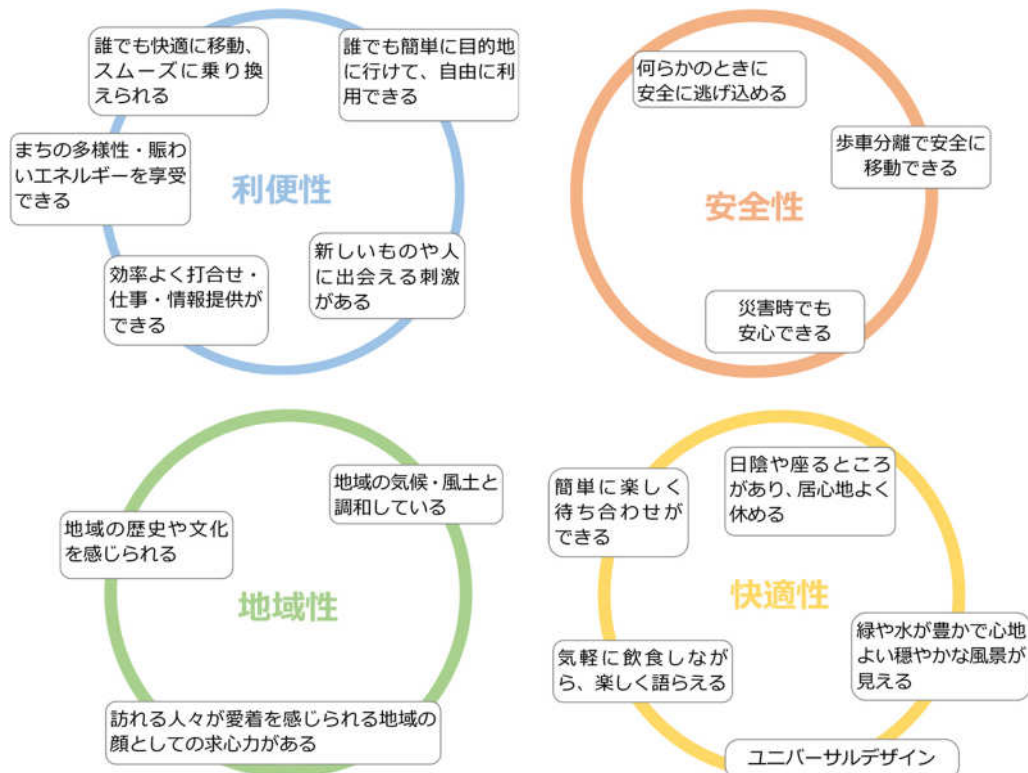 誰でも快適に移動、
スムーズに乗り換
えられる
誰でも簡単に目的地
に行けて、自由に利
用できる
まちの多様性・賑わ
いエネルギーを享受
できる
利便性
効率よく打合せ・
仕事・情報提供が
できる
新しいものや人
に出会える刺激
がある
何らかのときに
安全に逃げ込める
歩車分離で安全に
移動できる
安全性
災害時でも
安心できる
地域の気候・風土と
調和している
地域の歴史や文化
を感じられる
地域性
訪れる人々が愛着を感じられる地域の
顔としての求心力がある
簡単に楽しく
待ち合わせが
できる
日陰や座るところ
があり、居心地よく
休める
快適性
気軽に飲食しなが
ら、楽しく語らえる
緑や水が豊かで心地
よい穏やかな風景が
見える
ユニバーサルデザイン